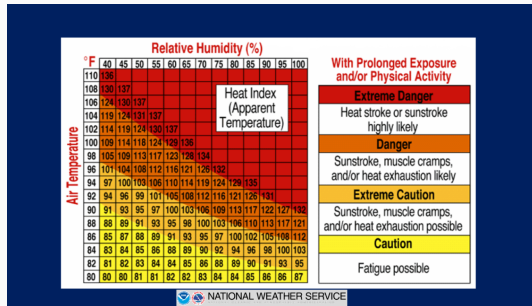 Relative Humidity (%)
°F 40 45 50 55 60 65 70 75 80 85 90 95 100
110 136
108 130 137
106 124 130 137
104 119 124 131 137
102 114 119 124 130 137
100 109 114 118 124 129 136
98 105 109 113 117 123 128 134
96 101 104 108 112 116 121 126 132
94 97 100 103 106 110 114 119 124 129 135
92 94 96 99 101 105 108 112 116 121 126 131
90 91 93 95 97 100 103 106 109 113 117 122 127 132
88 88 89 91 93 95 98 100 103 106 110 113 117 121
86 85 87 88 89 91 93 95 97 100 102 105 108 112
84 83 84 85 86 88 89 90 92 94 96 98 100 103
82 81 82 83 84 84 85 86 88 89 90 91 93 95
80 80 80 81 81 82 82 83 84 84 85 86 86 87
Air Temperature
Heat Index
(Apparent
Temperature)
With Prolonged Exposure
and/or Physical Activity
Extreme Danger
Heat stroke or sunstroke
highly likely
Danger
Sunstroke, muscle cramps,
and/or heat exhaustion likely
Extreme Caution
Sunstroke, muscle cramps,
and/or heat exhaustion possible
Caution
Fatigue possible
NATIONAL WEATHER SERVICE